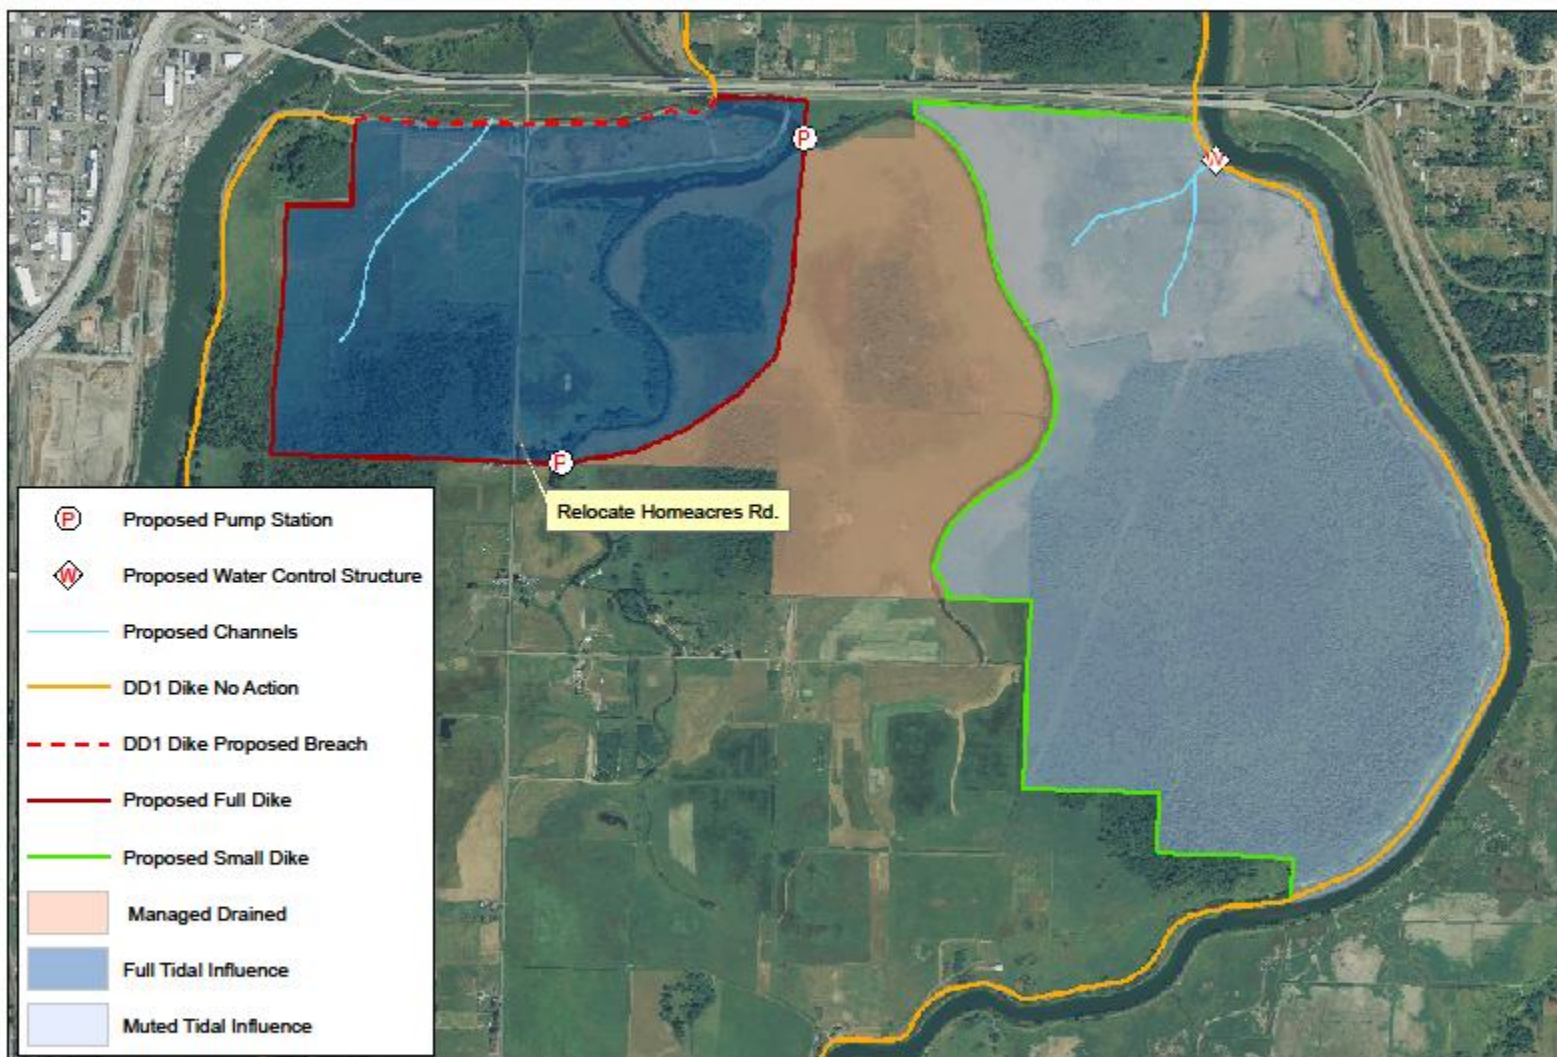 P
W
P
Relocate Homeacres Rd.
P Proposed Pump Station
W Proposed Water Control Structure
Proposed Channels
DD1 Dike No Action
DD1 Dike Proposed Breach
Proposed Full Dike
Proposed Small Dike
Managed Drained
Full Tidal Influence
Muted Tidal Influence